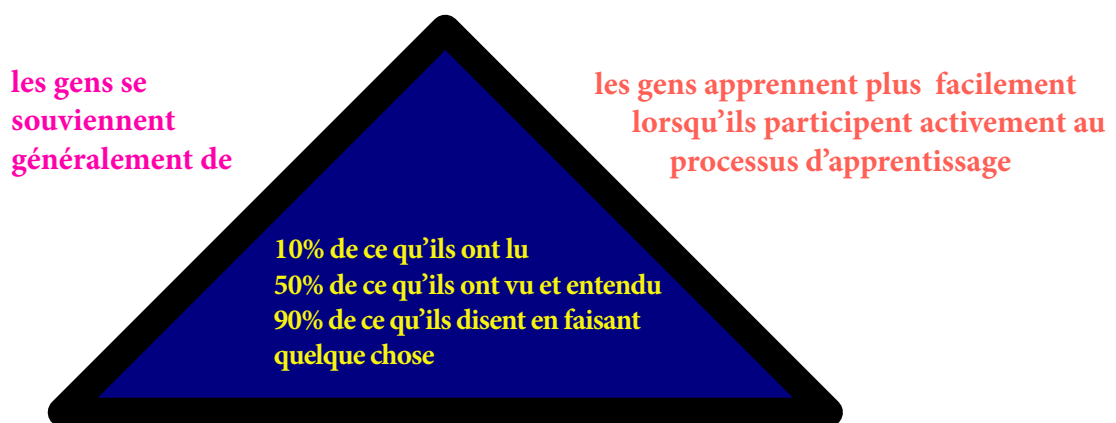 les gens se
souviennent
généralement de
les gens apprennent plus facilement
lorsqu’ils participent activement au
processus d’apprentissage
10% de ce qu’ils ont lu
50% de ce qu’ils ont vu et entendu
90% de ce qu’ils disent en faisant
quelque chose